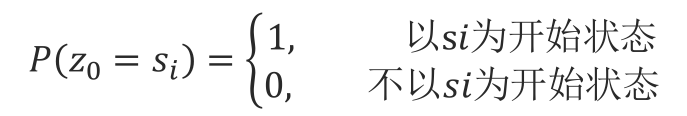 P(z₀ = sᵢ) = {1, 以si为开始状态
0, 不以si为开始状态